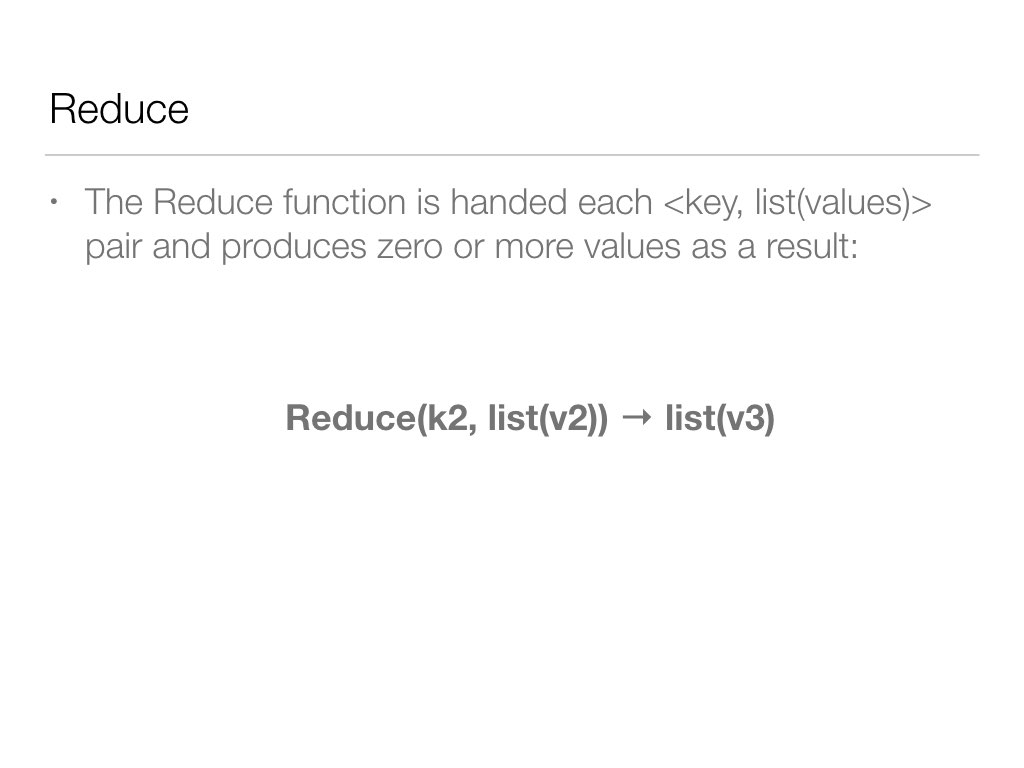 Reduce
• The Reduce function is handed each <key, list(values)>
pair and produces zero or more values as a result:
Reduce(k2, list(v2)) → list(v3)